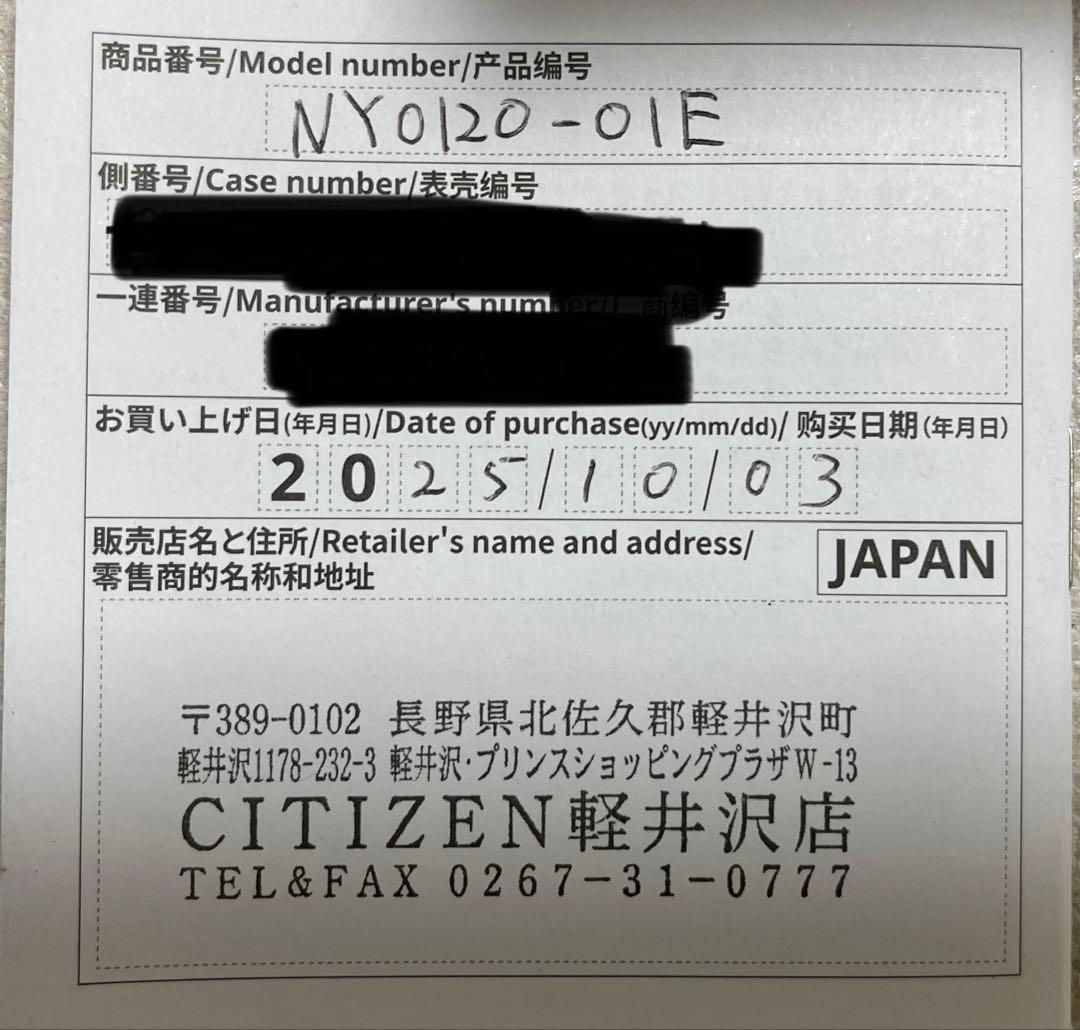 商品番号/Model number/产品编号
NY0120-01E
側番号/Case number/表壳编号
一連番号/Manufacturer's number/ 商编号
お買い上げ日(年月日)/Date of purchase(yy/mm/dd)/ 购买日期(年月日)
2025/10/03
販売店名と住所/Retailer's name and address/
零售商的名称和地址
JAPAN
〒389-0102 長野県北佐久郡軽井沢町
軽井沢1178-232-3 軽井沢・プリンスショッピングプラザW-13
CITIZEN軽井沢店
TEL&FAX 0267-31-0777